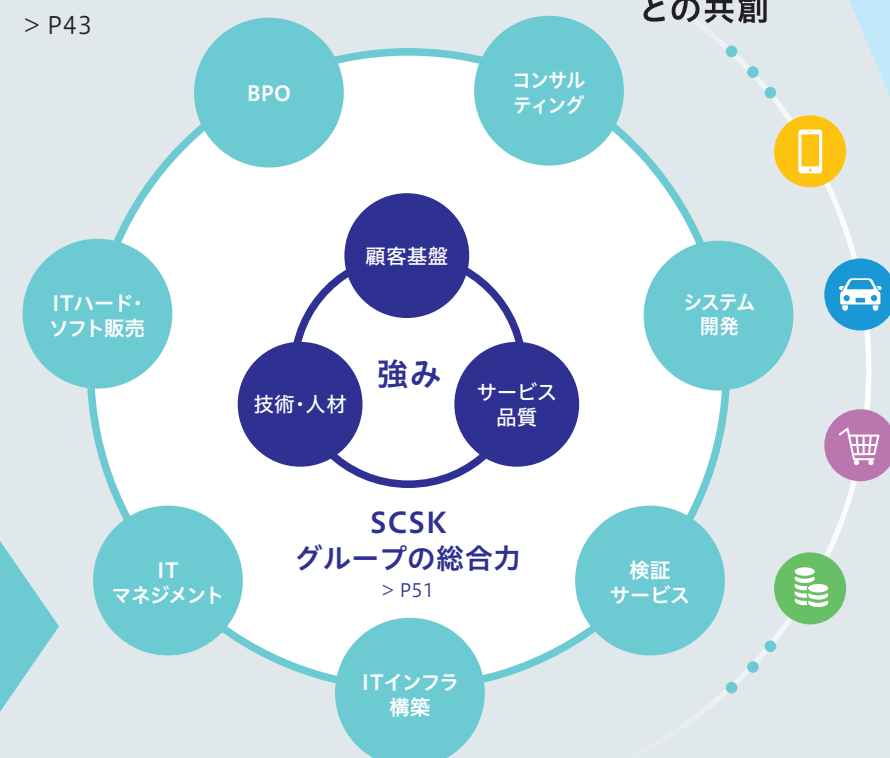 との共創
> P43
BPO
コンサル
ティング
顧客基盤
ITハード・
ソフト販売
システム
開発
強み
技術・人材
サービス
品質
SCSK
グループの総合力
> P51
IT
マネジメント
検証
サービス
ITインフラ
構築